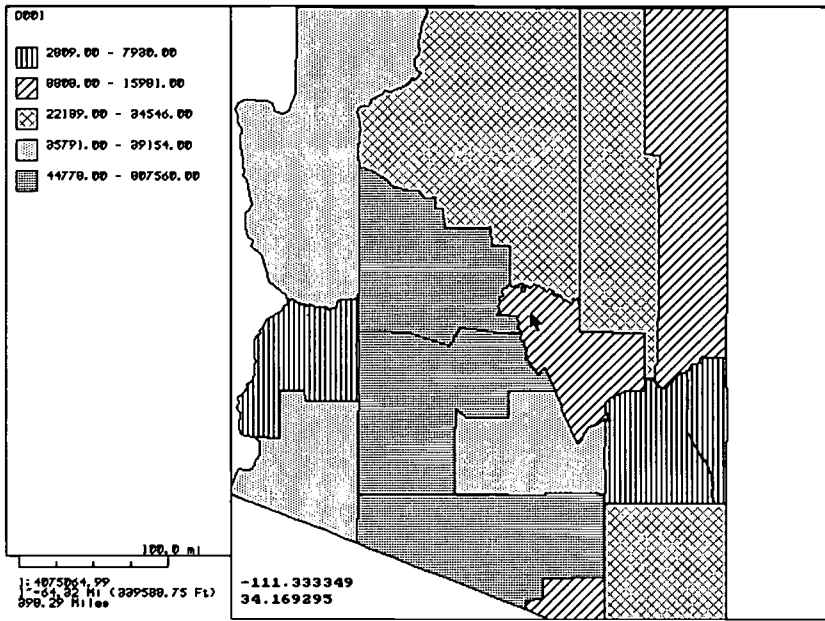 D001
2809.00 - 7930.00
8808.00 - 15981.00
22189.00 - 34546.00
35791.00 - 39154.00
44778.00 - 807560.00
100.0 mi
1: 4075064.99
1"=64.32 Mi (339588.75 Ft)
398.29 Miles
-111.333349
34.169295